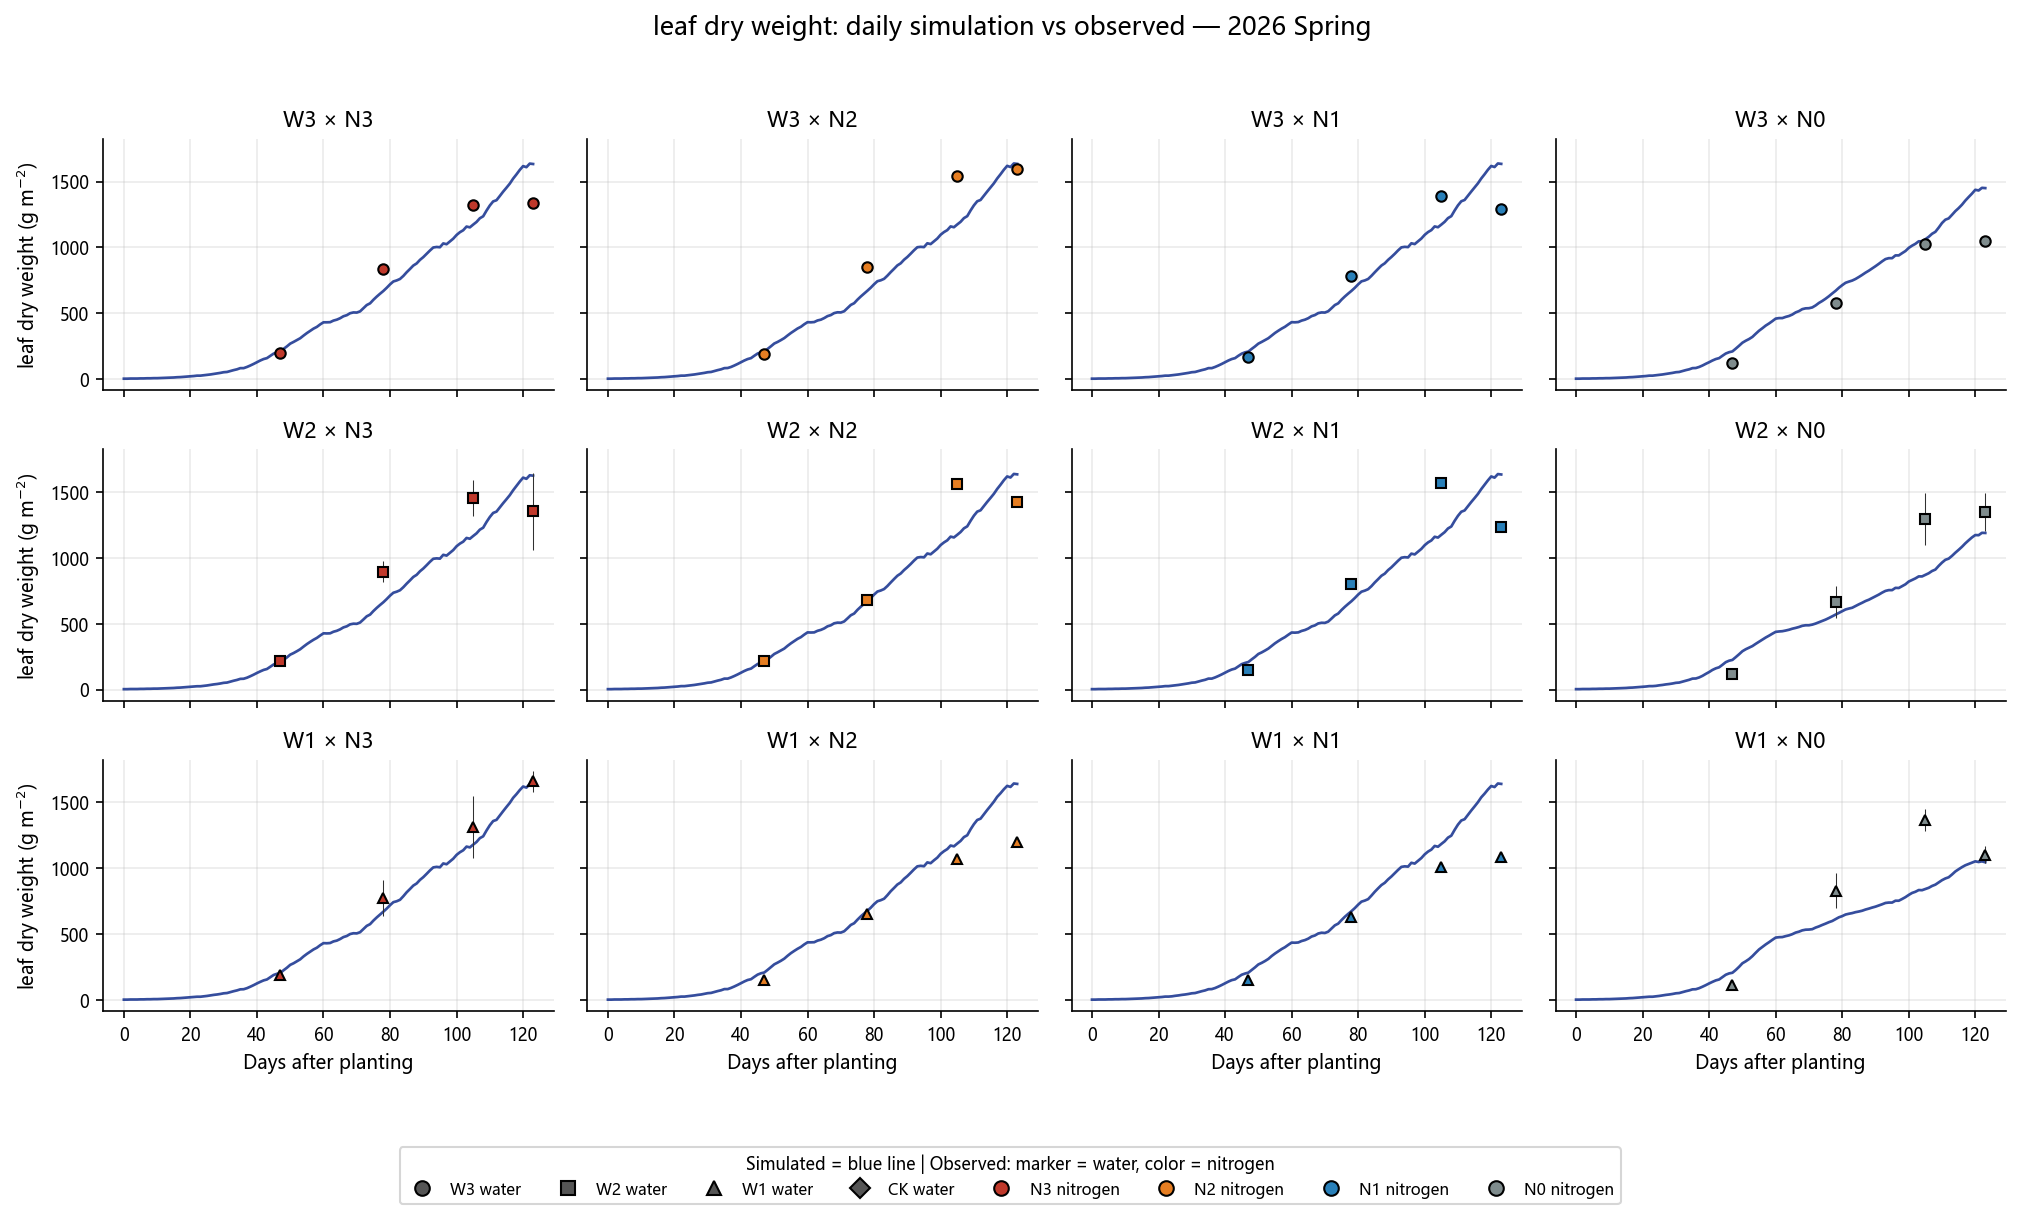 leaf dry weight: daily simulation vs observed — 2026 Spring
W3 × N3
W3 × N2
W3 × N1
W3 × N0
leaf dry weight (g m⁻²)
1500
1000
500
0
W2 × N3
W2 × N2
W2 × N1
W2 × N0
leaf dry weight (g m⁻²)
1500
1000
500
0
W1 × N3
W1 × N2
W1 × N1
W1 × N0
leaf dry weight (g m⁻²)
1500
1000
500
0
0 20 40 60 80 100 120
0 20 40 60 80 100 120
0 20 40 60 80 100 120
0 20 40 60 80 100 120
Days after planting
Days after planting
Days after planting
Days after planting
Simulated = blue line | Observed: marker = water, color = nitrogen
W3 water W2 water W1 water CK water N3 nitrogen N2 nitrogen N1 nitrogen N0 nitrogen